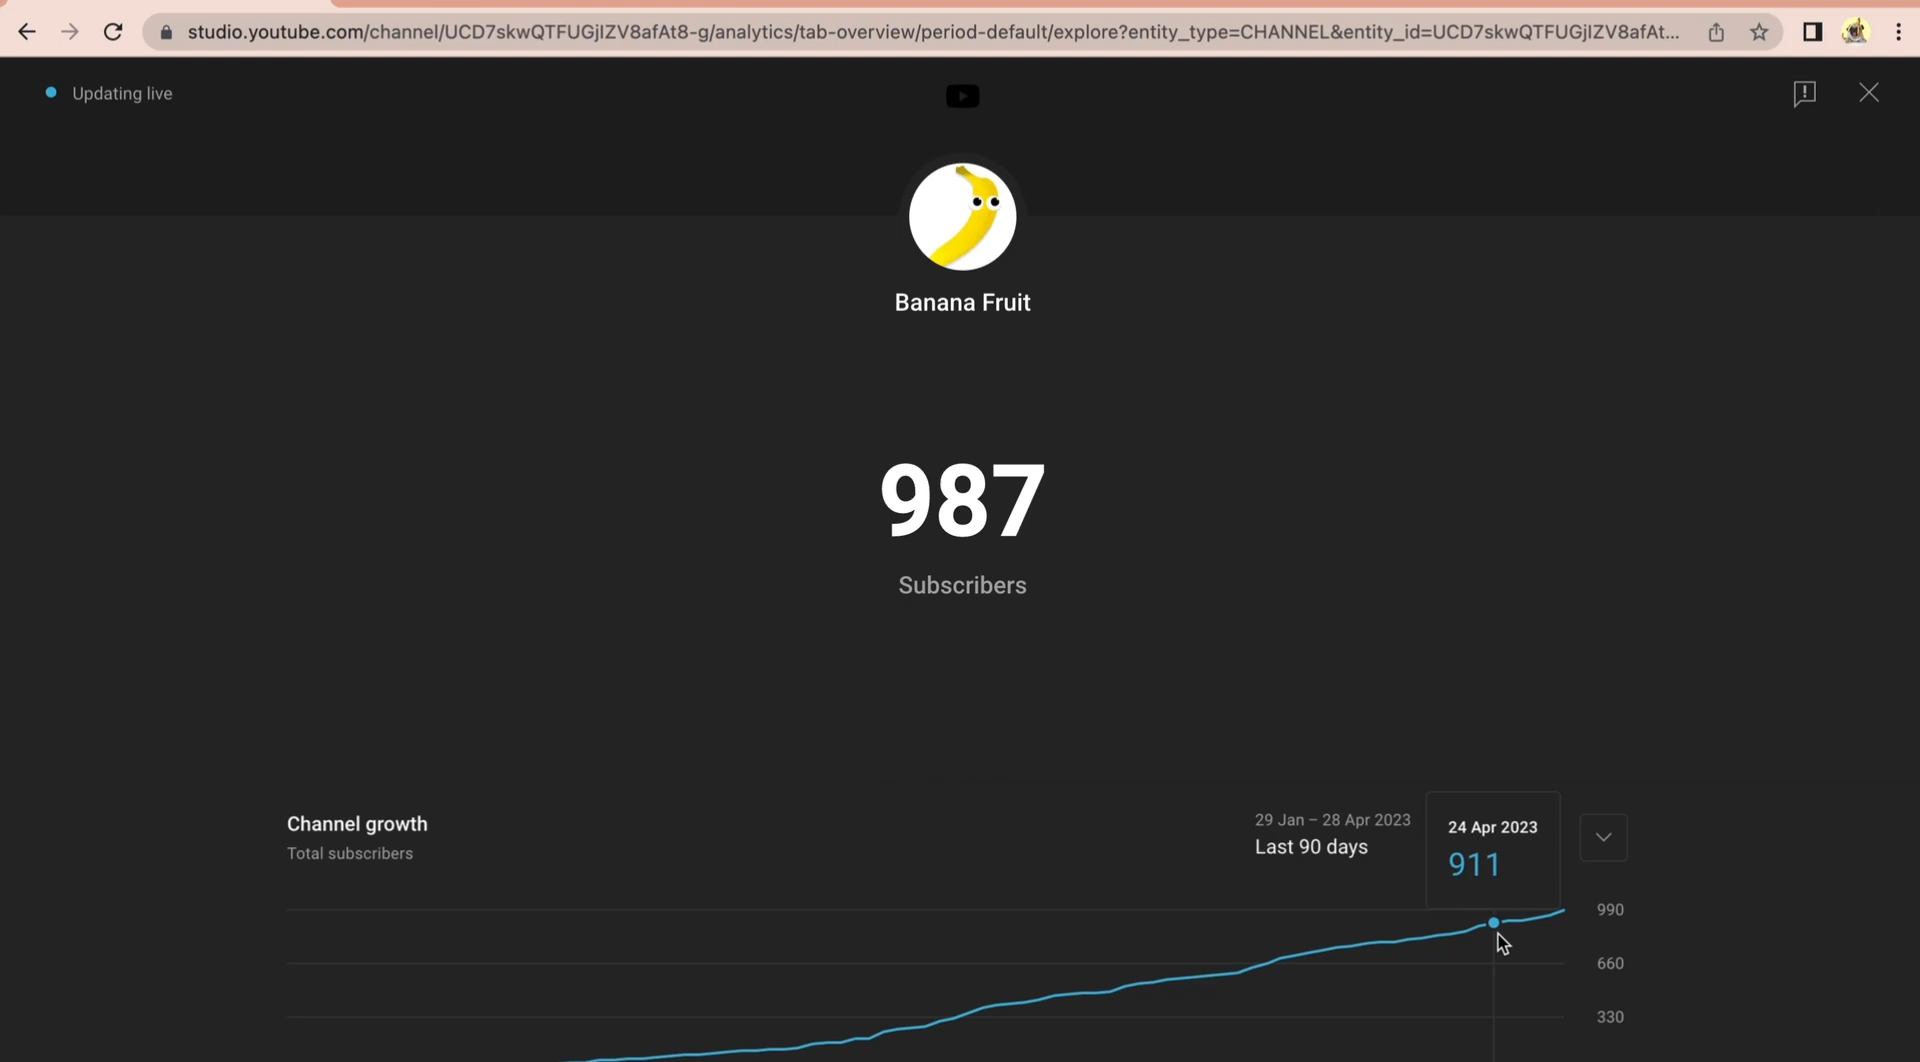 studio.youtube.com/channel/UCD7skwQTFUGjIZV8afAt8-g/analytics/tab-overview/period-default/explore?entity_type=CHANNEL&entity_id=UCD7skwQTFUGjIZV8afAt...
Updating live
Banana Fruit
987
Subscribers
Channel growth
Total subscribers
29 Jan – 28 Apr 2023
Last 90 days
24 Apr 2023
911
990
660
330